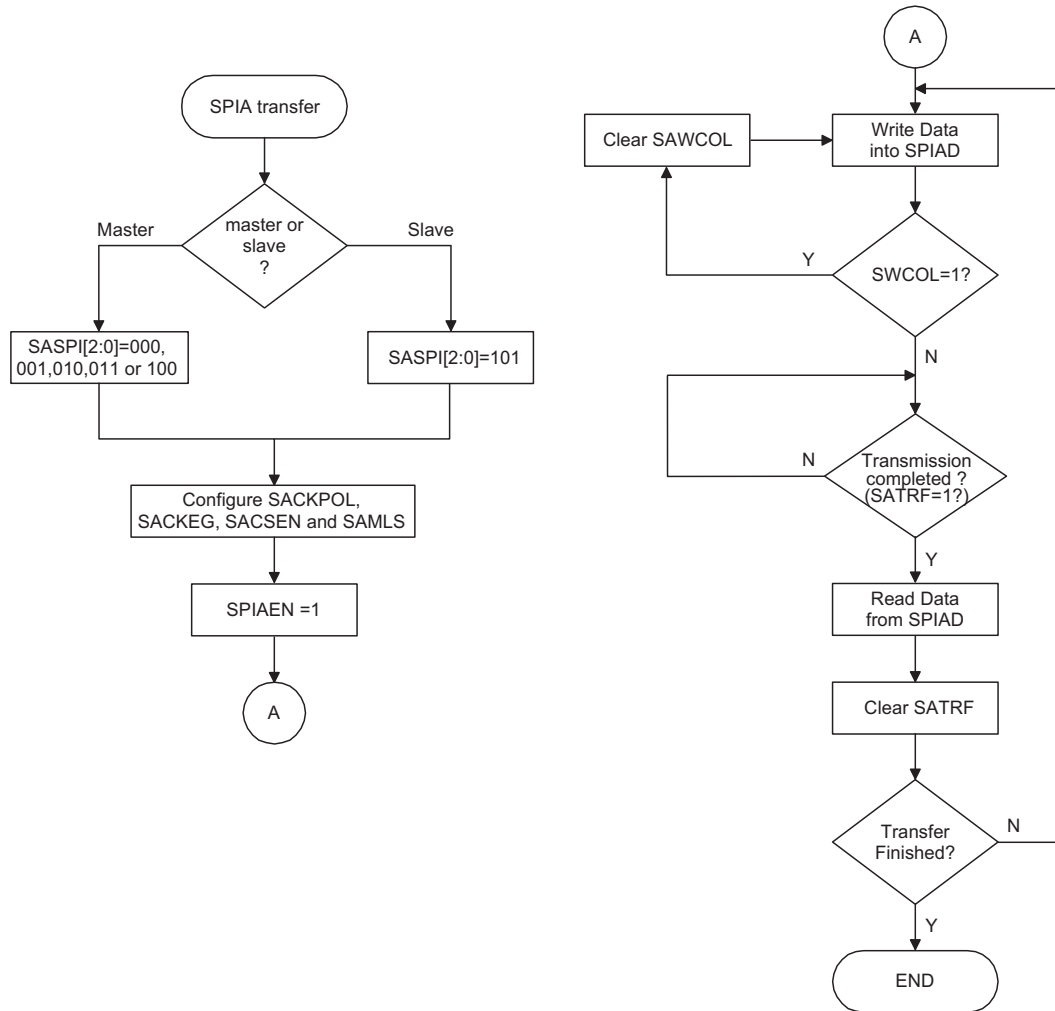 SPIA transfer
master or
slave
?
Master
Slave
SASPI[2:0]=000,
001,010,011 or 100
SASPI[2:0]=101
Configure SACKPOL,
SACKEG, SACSEN and SAMLS
SPIAEN =1
A
A
Clear SAWCOL
Write Data
into SPIAD
Y
SWCOL=1?
N
N
Transmission
completed ?
(SATRF=1?)
Y
Read Data
from SPIAD
Clear SATRF
Transfer
Finished?
N
Y
END